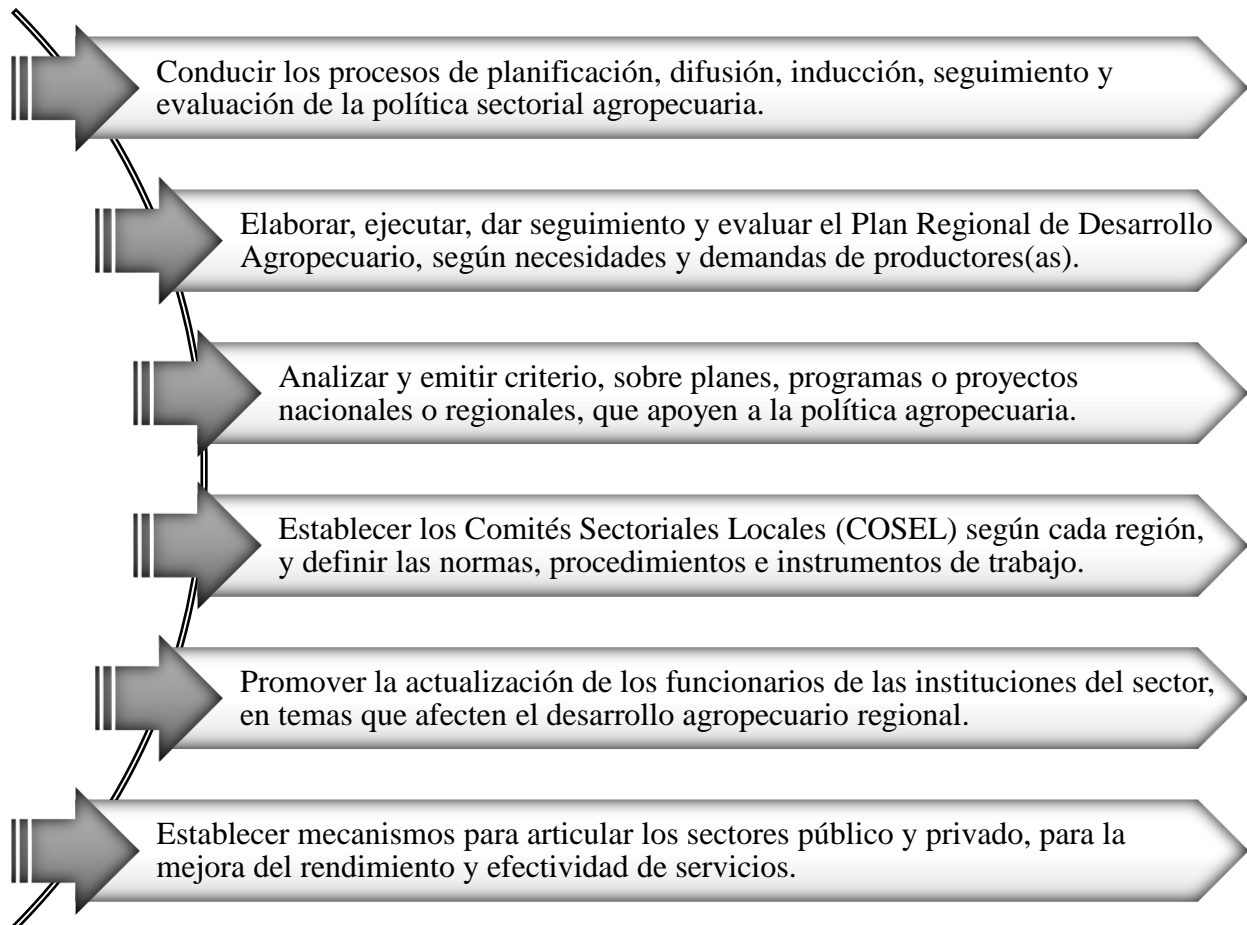 Conducir los procesos de planificación, difusión, inducción, seguimiento y
evaluación de la política sectorial agropecuaria.
Elaborar, ejecutar, dar seguimiento y evaluar el Plan Regional de Desarrollo
Agropecuario, según necesidades y demandas de productores(as).
Analizar y emitir criterio, sobre planes, programas o proyectos
nacionales o regionales, que apoyen a la política agropecuaria.
Establecer los Comités Sectoriales Locales (COSEL) según cada región,
y definir las normas, procedimientos e instrumentos de trabajo.
Promover la actualización de los funcionarios de las instituciones del sector,
en temas que afecten el desarrollo agropecuario regional.
Establecer mecanismos para articular los sectores público y privado, para la
mejora del rendimiento y efectividad de servicios.